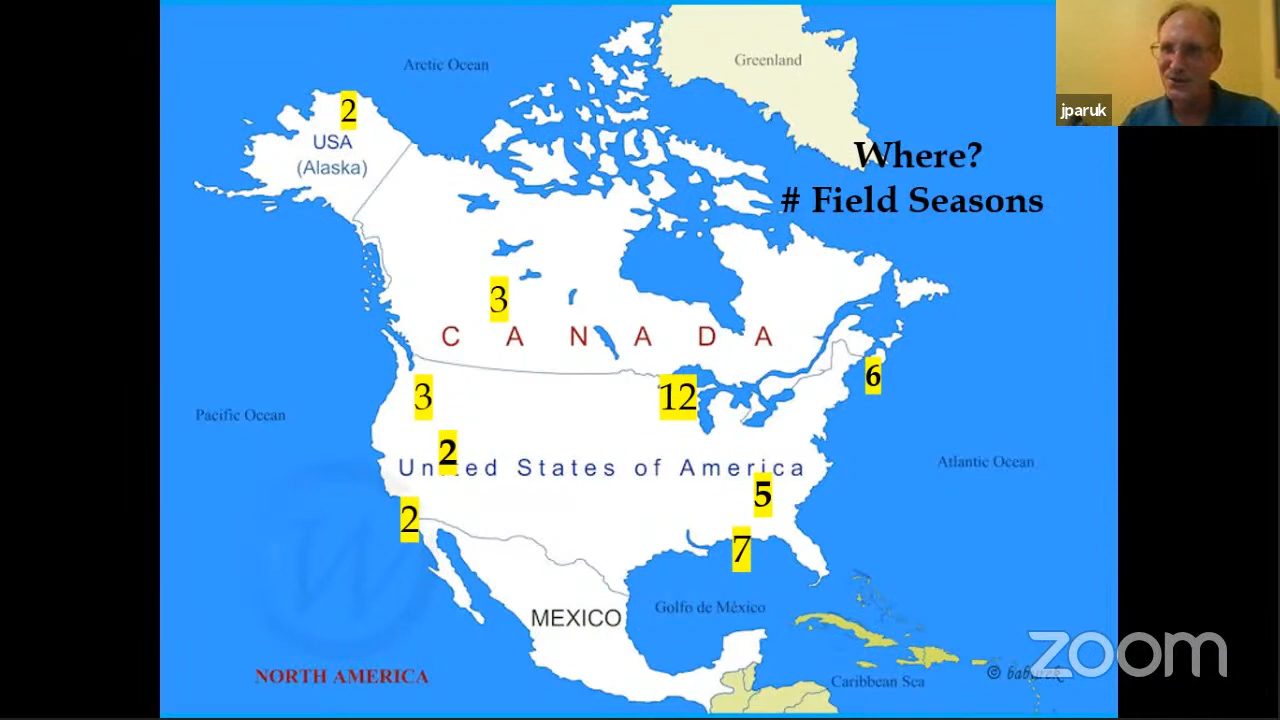 jparuk
Arctic Ocean
Greenland
2
USA
(Alaska)
Where?
# Field Seasons
3
C A N A D A
6
3
12
Pacific Ocean
2
United States of America
Atlantic Ocean
5
2
7
Golfo de México
MEXICO
NORTH AMERICA
Caribbean Sea
zoom